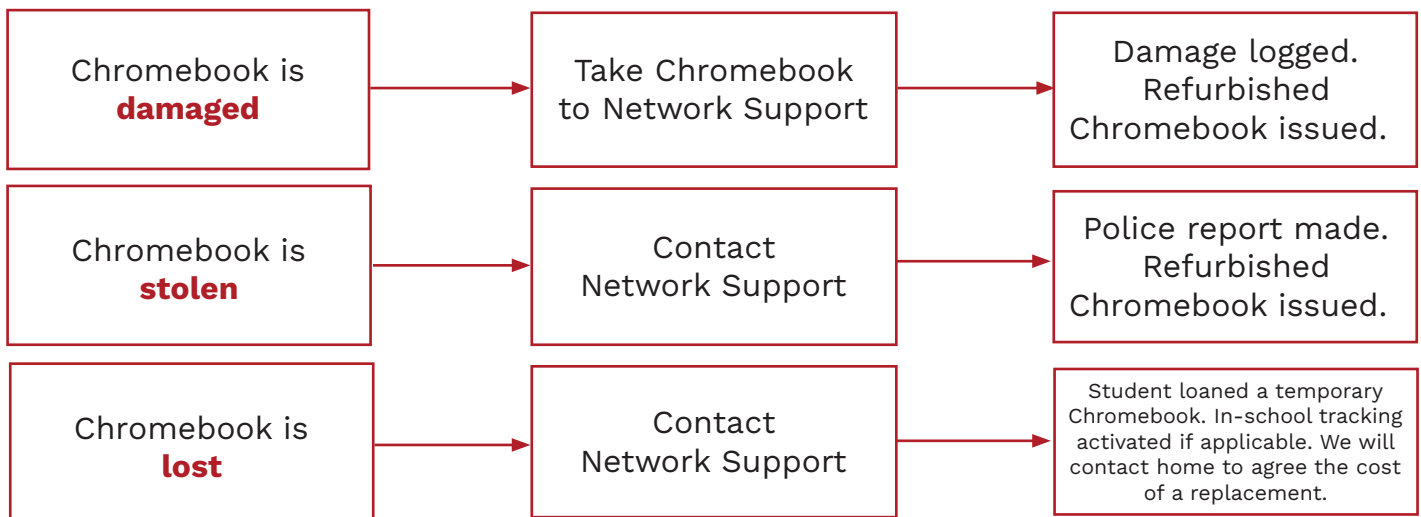 Chromebook is
damaged
Take Chromebook
to Network Support
Damage logged.
Refurbished
Chromebook issued.
Chromebook is
stolen
Contact
Network Support
Police report made.
Refurbished
Chromebook issued.
Chromebook is
lost
Contact
Network Support
Student loaned a temporary
Chromebook. In-school tracking
activated if applicable. We will
contact home to agree the cost
of a replacement.